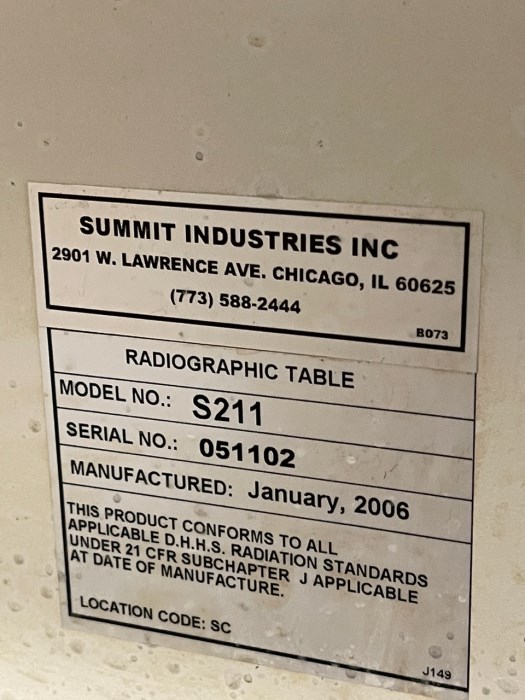 SUMMIT INDUSTRIES INC
2901 W. LAWRENCE AVE. CHICAGO, IL 60625
(773) 588-2444
B073
RADIOGRAPHIC TABLE
MODEL NO.: S211
SERIAL NO.: 051102
MANUFACTURED: January, 2006
THIS PRODUCT CONFORMS TO ALL
APPLICABLE D.H.H.S. RADIATION STANDARDS
UNDER 21 CFR SUBCHAPTER J APPLICABLE
AT DATE OF MANUFACTURE.
LOCATION CODE: SC
J149